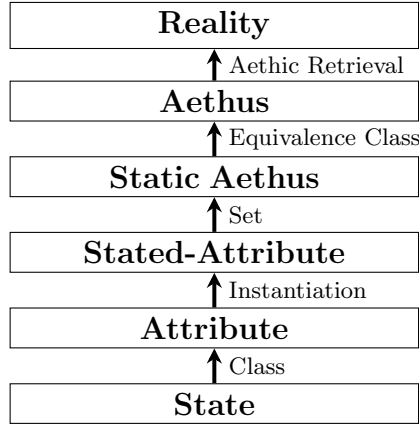 Reality
Aethic Retrieval
Aethus
Equivalence Class
Static Aethus
Set
Stated-Attribute
Instantiation
Attribute
Class
State